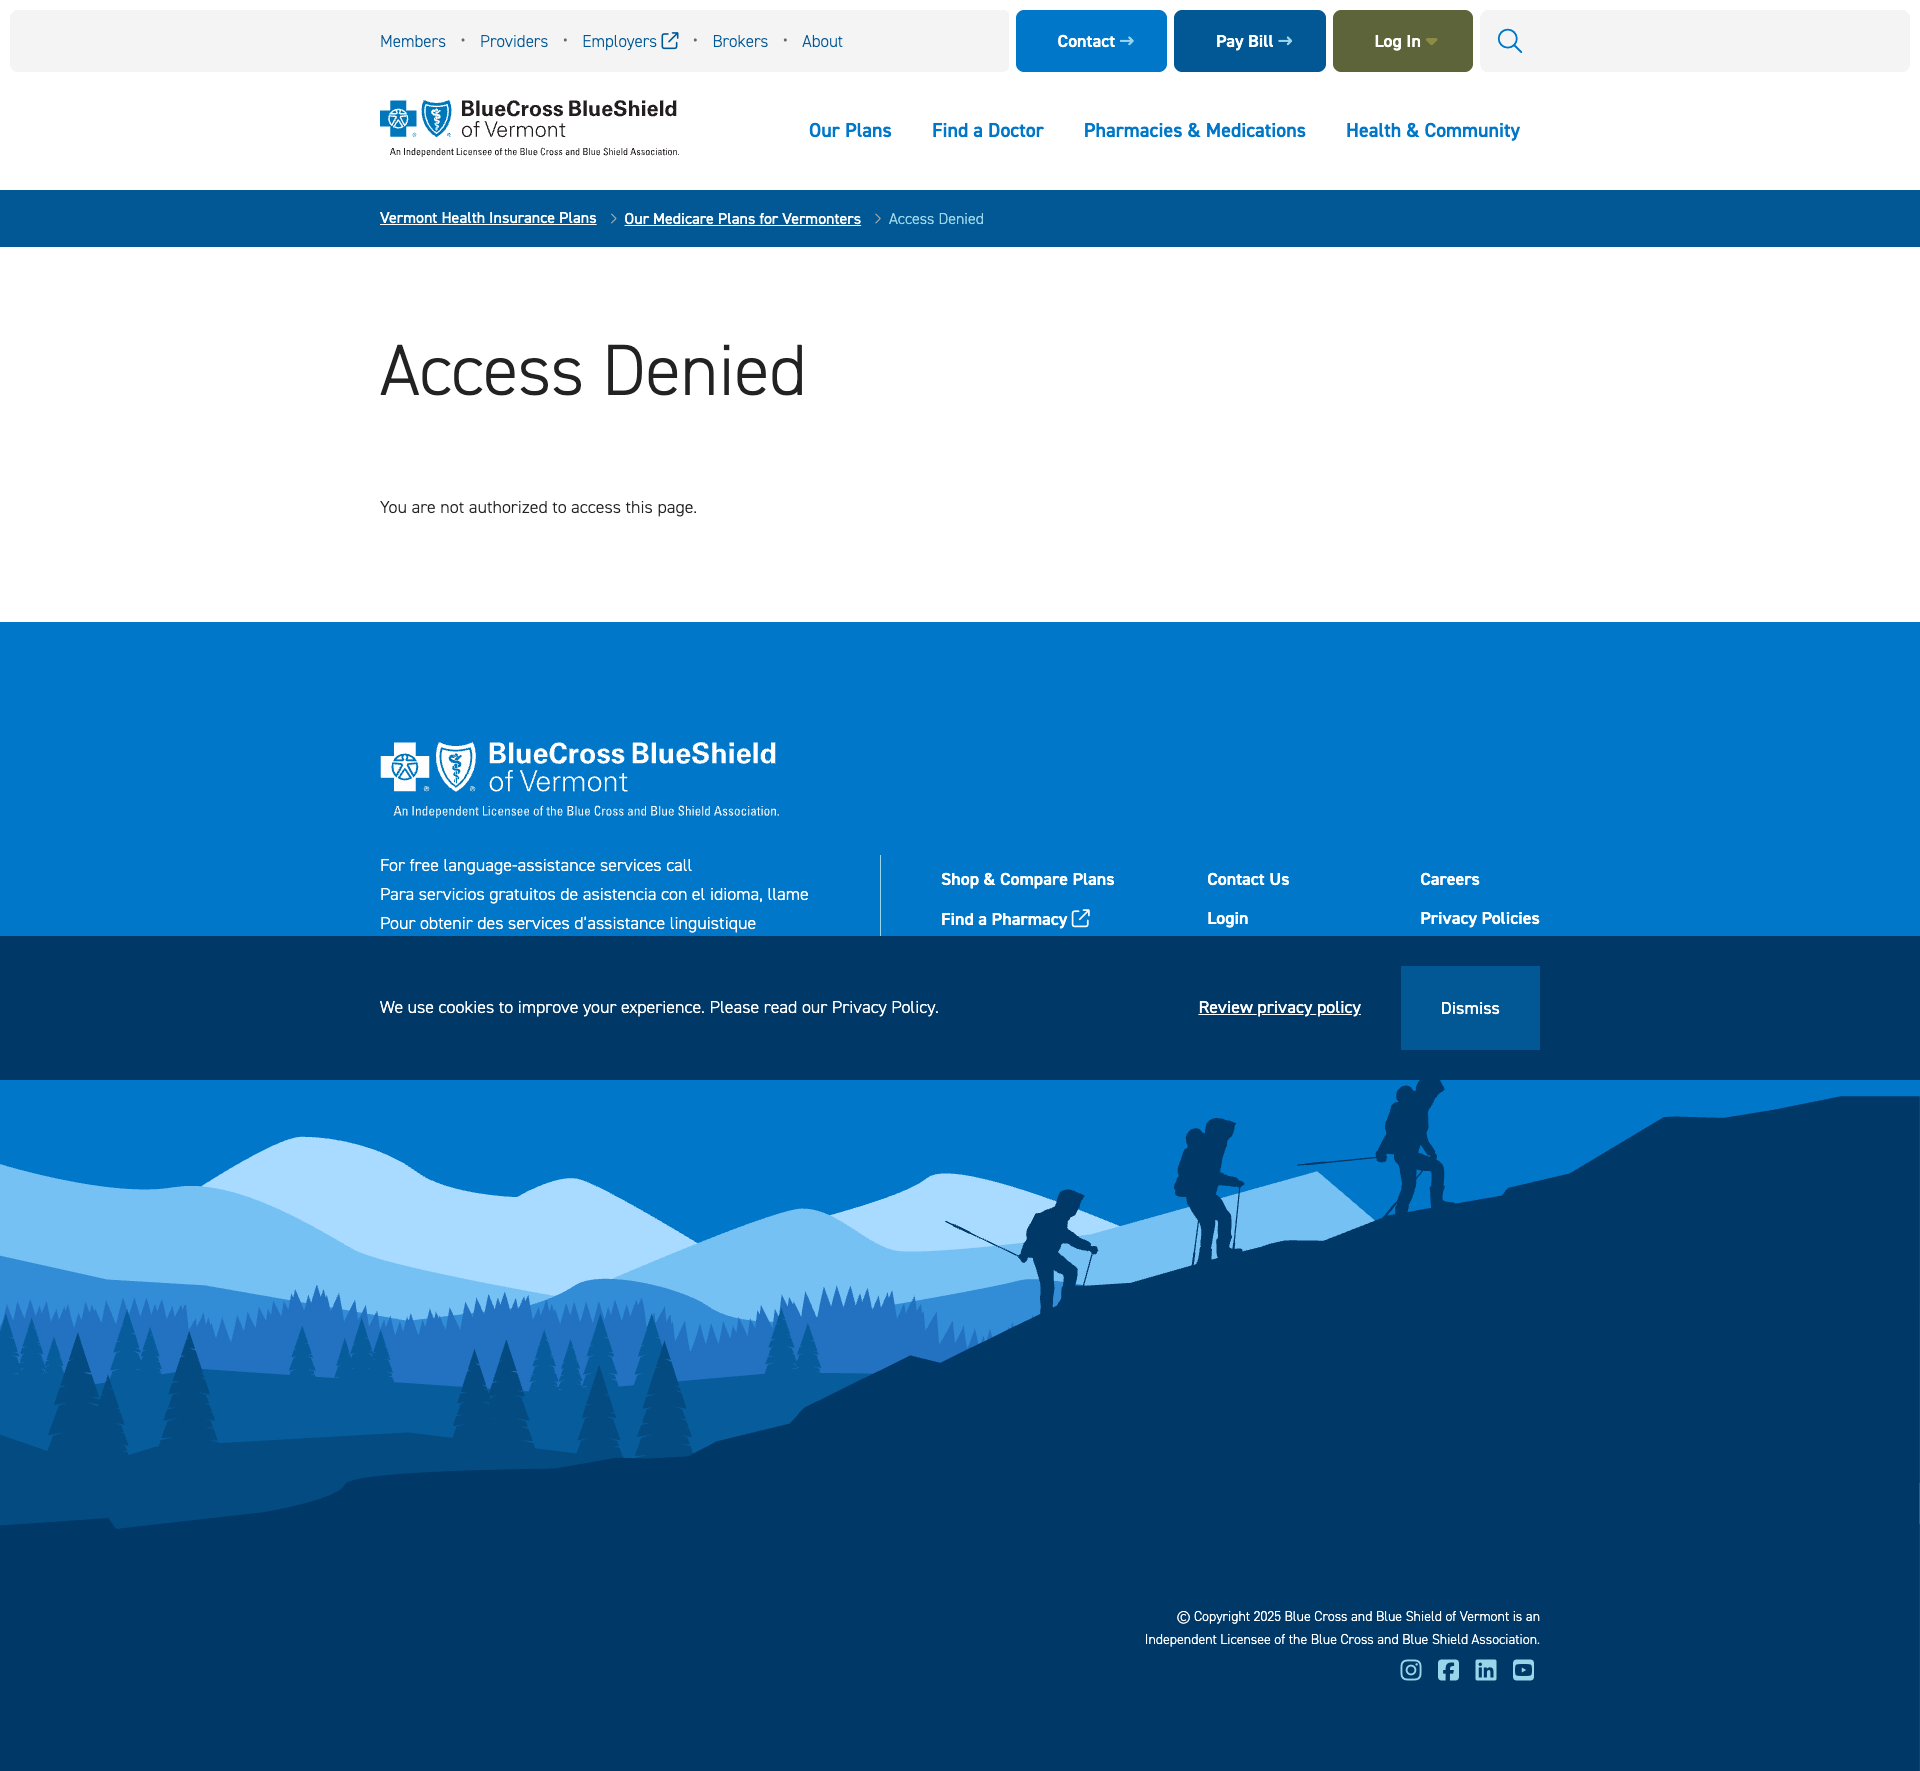 Members • Providers • Employers • Brokers • About
Contact
Pay Bill
Log In
BlueCross BlueShield
of Vermont
An Independent Licensee of the Blue Cross and Blue Shield Association.
Our Plans
Find a Doctor
Pharmacies & Medications
Health & Community
Vermont Health Insurance Plans
Our Medicare Plans for Vermonters
Access Denied
Access Denied
You are not authorized to access this page.
BlueCross BlueShield
of Vermont
An Independent Licensee of the Blue Cross and Blue Shield Association.
For free language-assistance services call
Para servicios gratuitos de asistencia con el idioma, llame
Pour obtenir des services d'assistance linguistique
Shop & Compare Plans
Find a Pharmacy
Contact Us
Login
Careers
Privacy Policies
We use cookies to improve your experience. Please read our Privacy Policy.
Review privacy policy
Dismiss
© Copyright 2025 Blue Cross and Blue Shield of Vermont is an
Independent Licensee of the Blue Cross and Blue Shield Association.